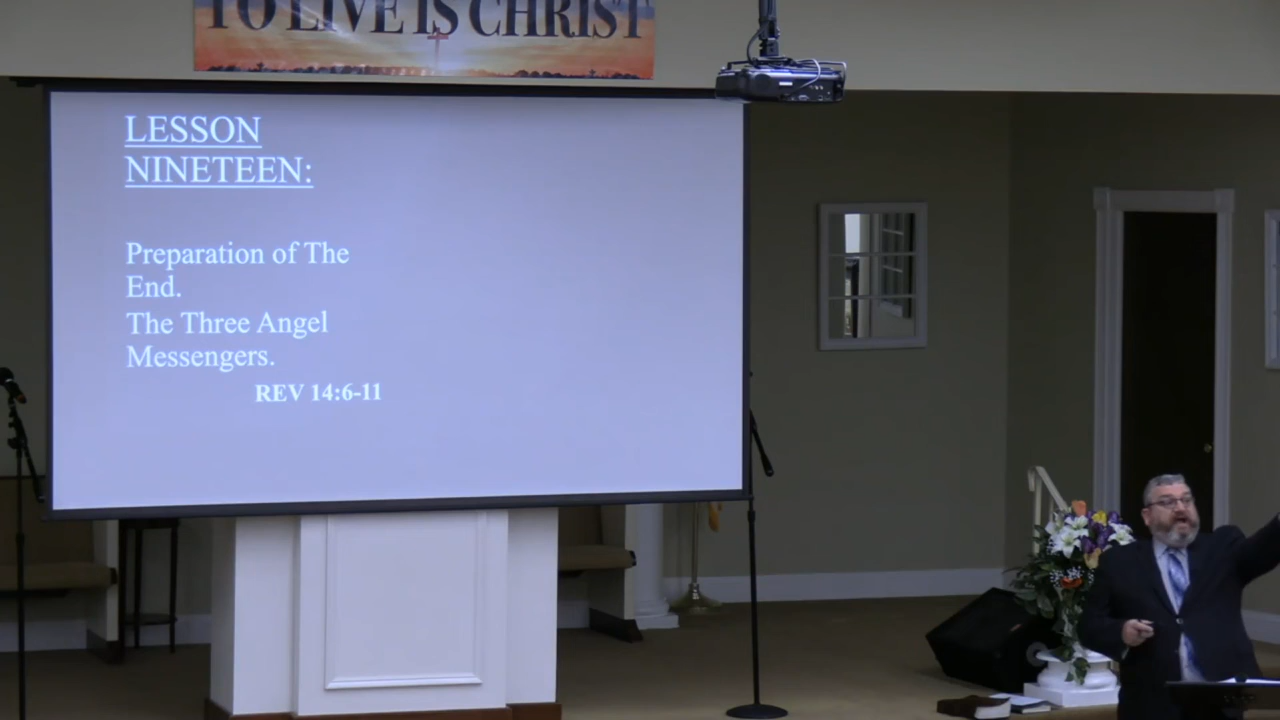 TO LIVE IS CHRIST
LESSON
NINETEEN:
Preparation of The
End.
The Three Angel
Messengers.
REV 14:6-11